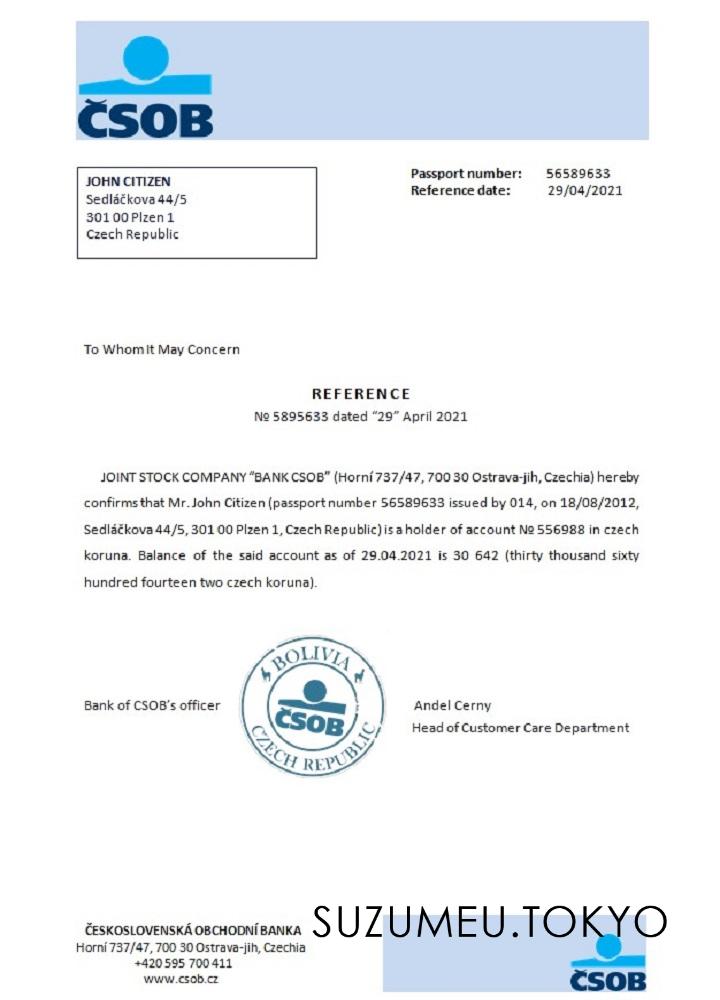 ČSOB
JOHN CITIZEN
Sedláčkova 44/5
301 00 Plzen 1
Czech Republic
Passport number: 56589633
Reference date: 29/04/2021
To Whom It May Concern
REFERENCE
№ 5895633 dated “29” April 2021
JOINT STOCK COMPANY “BANK CSOB” (Horní 737/47, 700 30 Ostrava-jih, Czechia) hereby
confirms that Mr. John Citizen (passport number 56589633 issued by 014, on 18/08/2012,
Sedláčkova 44/5, 301 00 Plzen 1, Czech Republic) is a holder of account № 556988 in czech
koruna. Balance of the said account as of 29.04.2021 is 30 642 (thirty thousand sixty
hundred fourteen two czech koruna).
Bank of CSOB’s officer
BOLIVIA
ČSOB
CZECH REPUBLIC
Andel Cerny
Head of Customer Care Department
ČESKOSLOVENSKÁ OBCHODNÍ BANKA
Horní 737/47, 700 30 Ostrava-jih, Czechia
+420 595 700 411
www.csob.cz
SUZUMEU.TOKYO
ČSOB